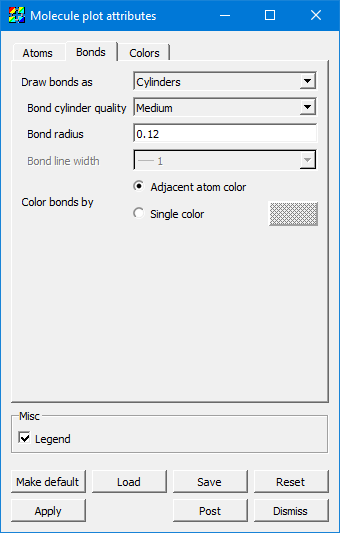 Molecule plot attributes
Atoms Bonds Colors
Draw bonds as Cylinders
Bond cylinder quality Medium
Bond radius 0.12
Bond line width 1
Adjacent atom color
Color bonds by
Single color
Misc
Legend
Make default Load Save Reset
Apply Post Dismiss